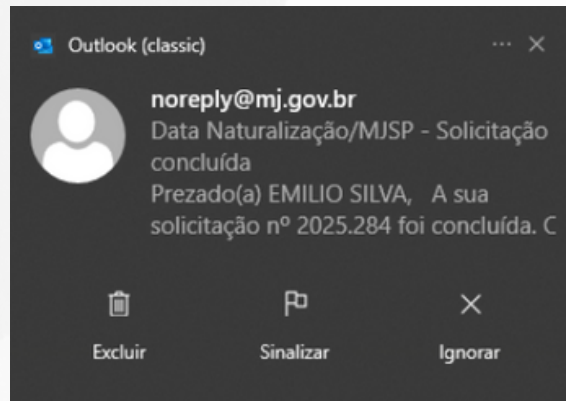 Outlook (classic)
noreply@mj.gov.br
Data Naturalização/MJSP - Solicitação
concluída
Prezado(a) EMILIO SILVA, A sua
solicitação nº 2025.284 foi concluída. C
Excluir Sinalizar Ignorar